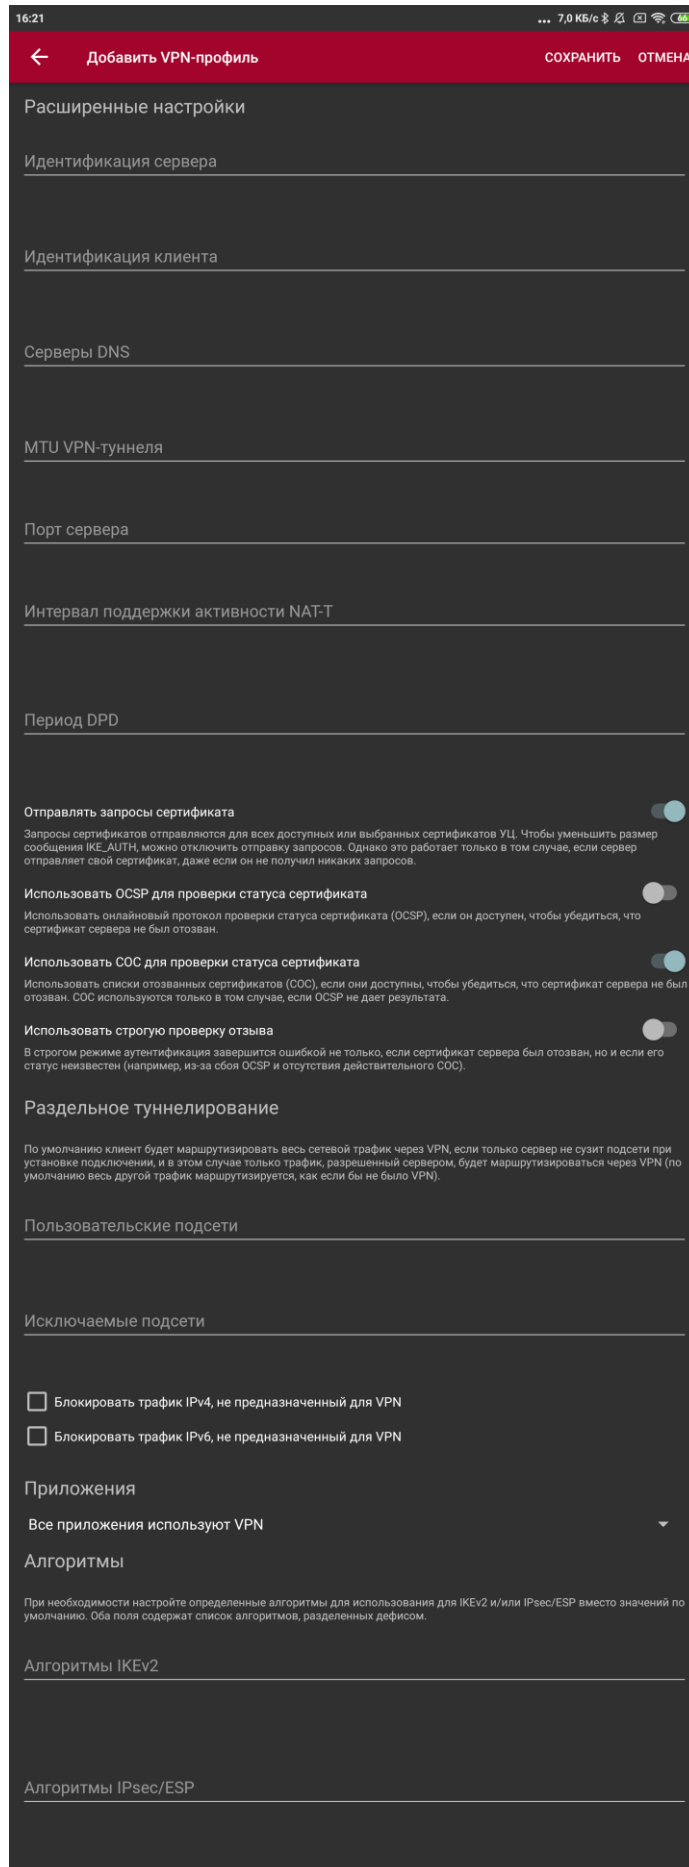 16:21 ... 7,0 КБ/с 66
Добавить VPN-профиль СОХРАНИТЬ ОТМЕНА
Расширенные настройки
Идентификация сервера
Идентификация клиента
Серверы DNS
MTU VPN-туннеля
Порт сервера
Интервал поддержки активности NAT-T
Период DPD
Отправлять запросы сертификата
Запросы сертификатов отправляются для всех доступных или выбранных сертификатов УЦ. Чтобы уменьшить размер
сообщения IKE_AUTH, можно отключить отправку запросов. Однако это работает только в том случае, если сервер
отправляет свой сертификат, даже если он не получил никаких запросов.
Использовать OCSP для проверки статуса сертификата
Использовать онлайновый протокол проверки статуса сертификата (OCSP), если он доступен, чтобы убедиться, что
сертификат сервера не был отозван.
Использовать СОС для проверки статуса сертификата
Использовать списки отозванных сертификатов (СОС), если они доступны, чтобы убедиться, что сертификат сервера не был
отозван. СОС используются только в том случае, если OCSP не дает результата.
Использовать строгую проверку отзыва
В строгом режиме аутентификация завершится ошибкой не только, если сертификат сервера был отозван, но и если его
статус неизвестен (например, из-за сбоя OCSP и отсутствия действительного СОС).
Раздельное туннелирование
По умолчанию клиент будет маршрутизировать весь сетевой трафик через VPN, если только сервер не сузит подсети при
установке подключении, и в этом случае только трафик, разрешенный сервером, будет маршрутизироваться через VPN (по
умолчанию весь другой трафик маршрутизируется, как если бы не было VPN).
Пользовательские подсети
Исключаемые подсети
Блокировать трафик IPv4, не предназначенный для VPN
Блокировать трафик IPv6, не предназначенный для VPN
Приложения
Все приложения используют VPN
Алгоритмы
При необходимости настройте определенные алгоритмы для использования для IKEv2 и/или IPsec/ESP вместо значений по
умолчанию. Оба поля содержат список алгоритмов, разделенных дефисом.
Алгоритмы IKEv2
Алгоритмы IPsec/ESP